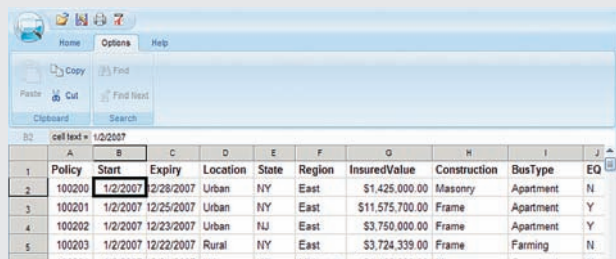 Home Options Help
Copy Find
Paste Cut Find Next
Clipboard Search
B2 cell text = 1/2/2007
A B C D E F G H I J
1 Policy Start Expiry Location State Region InsuredValue Construction BusType EQ
2 100200 1/2/2007 12/28/2007 Urban NY East $1,425,000.00 Masonry Apartment N
3 100201 1/2/2007 12/25/2007 Urban NY East $11,575,700.00 Frame Apartment Y
4 100202 1/2/2007 12/23/2007 Urban NJ East $3,750,000.00 Frame Apartment Y
5 100203 1/2/2007 12/22/2007 Rural NY East $3,724,339.00 Frame Farming N